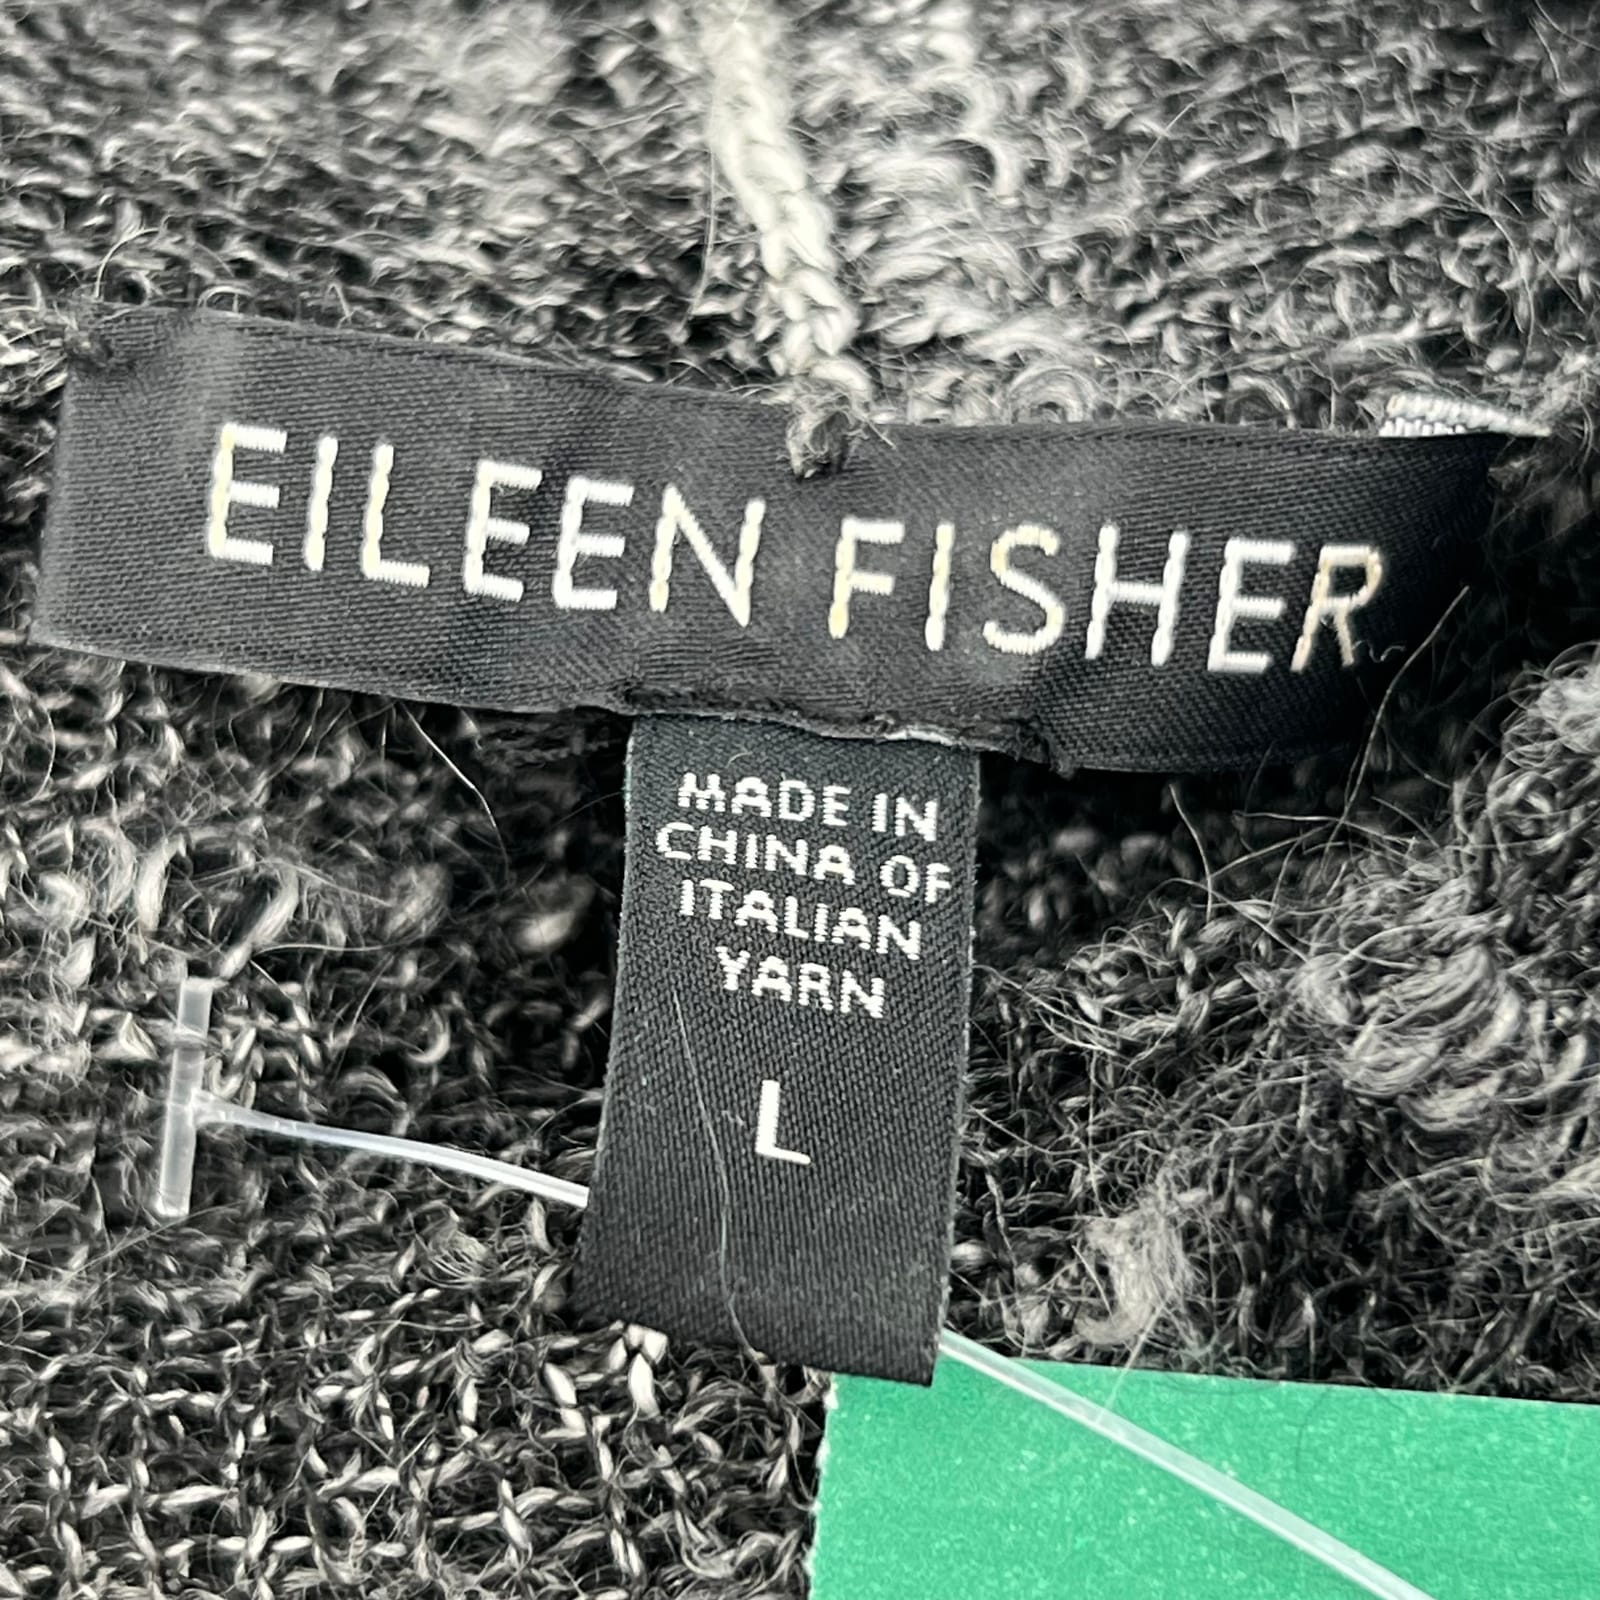 EILEEN FISHER
MADE IN
CHINA OF
ITALIAN
YARN
L